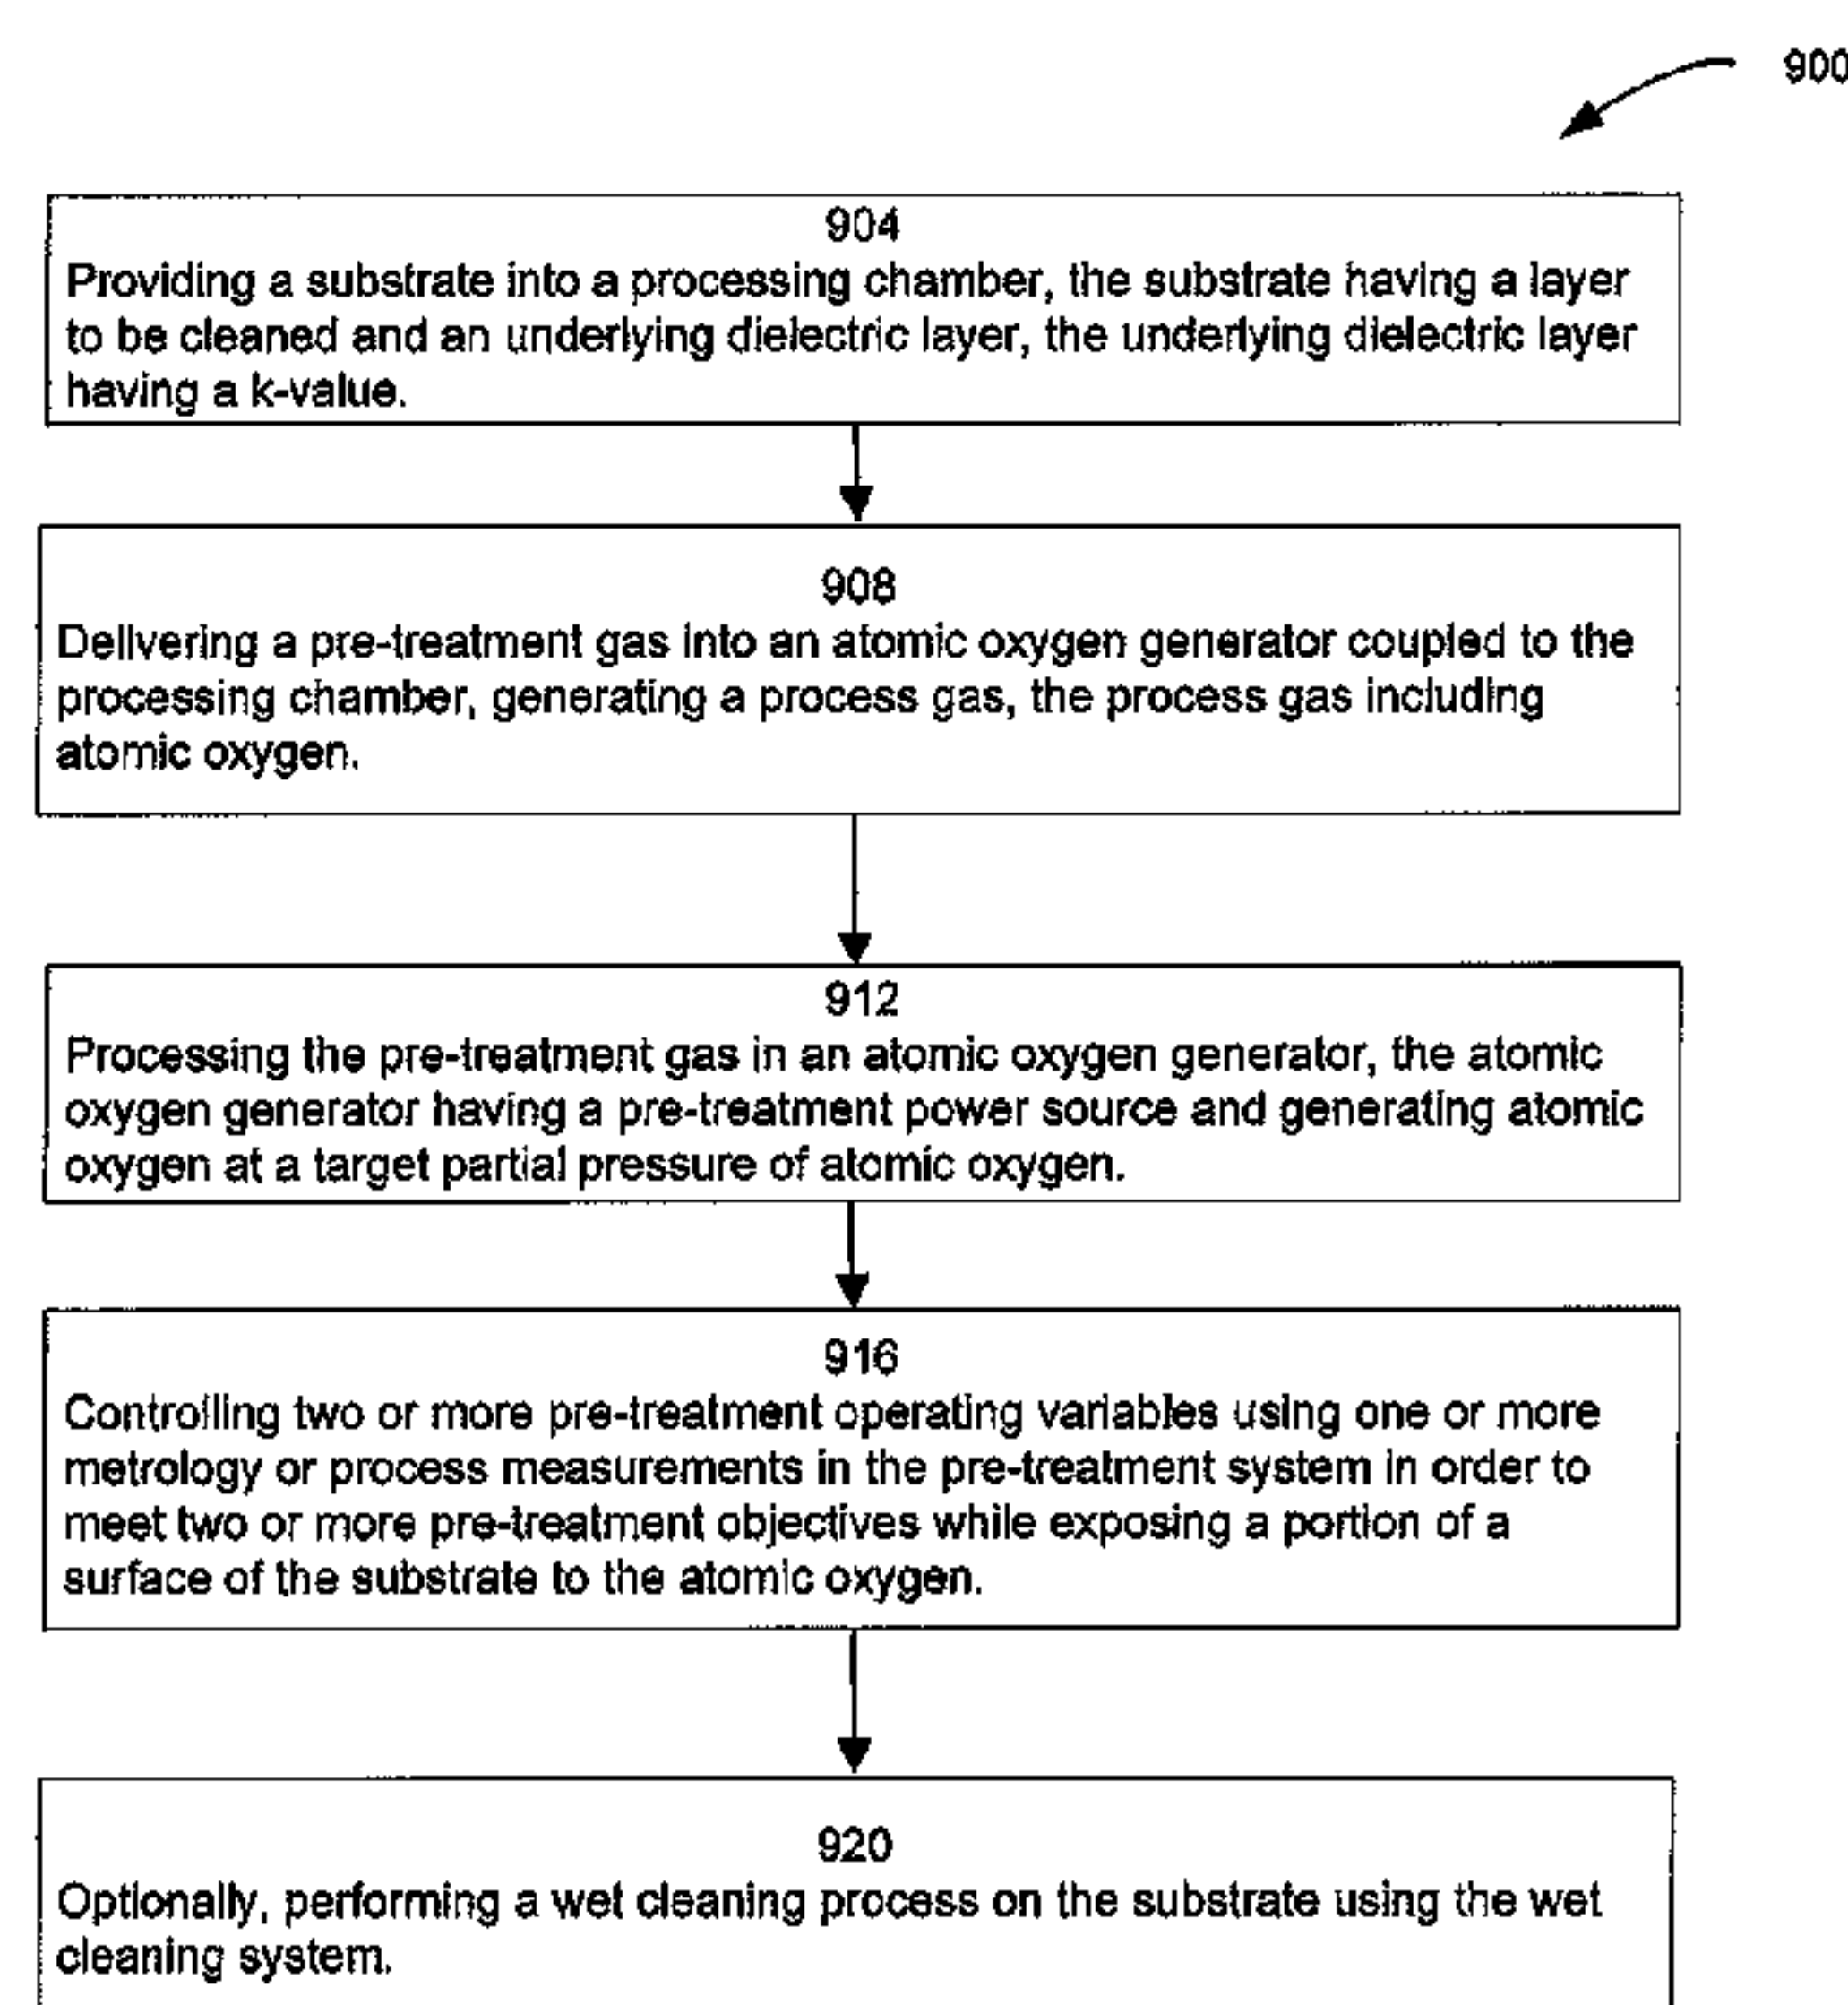 900
904
Providing a substrate into a processing chamber, the substrate having a layer
to be cleaned and an underlying dielectric layer, the underlying dielectric layer
having a k-value.
908
Delivering a pre-treatment gas into an atomic oxygen generator coupled to the
processing chamber, generating a process gas, the process gas including
atomic oxygen.
912
Processing the pre-treatment gas in an atomic oxygen generator, the atomic
oxygen generator having a pre-treatment power source and generating atomic
oxygen at a target partial pressure of atomic oxygen.
916
Controlling two or more pre-treatment operating variables using one or more
metrology or process measurements in the pre-treatment system in order to
meet two or more pre-treatment objectives while exposing a portion of a
surface of the substrate to the atomic oxygen.
920
Optionally, performing a wet cleaning process on the substrate using the wet
cleaning system.